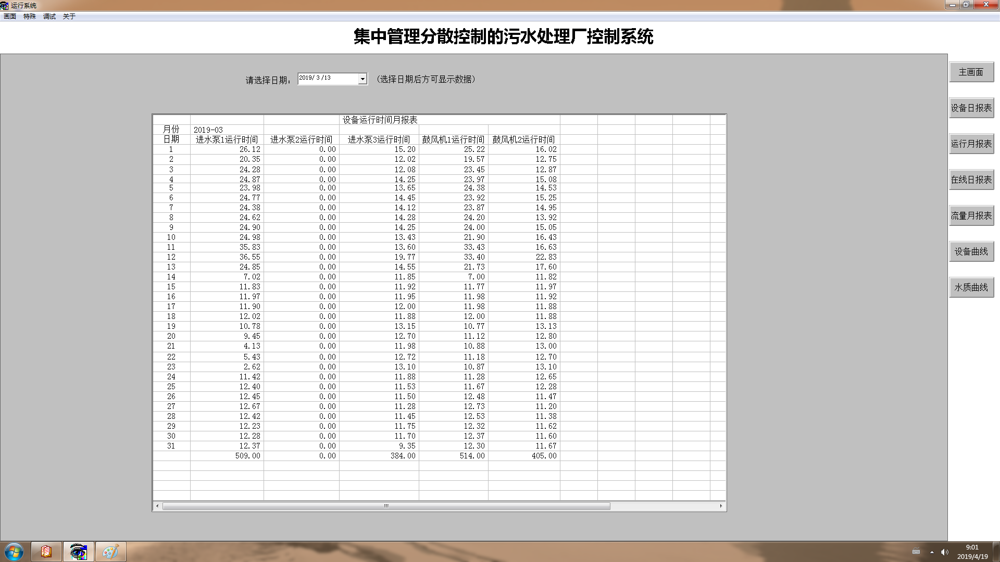 运行系统
画面 特殊 调试 关于
集中管理分散控制的污水处理厂控制系统
请选择日期： 2019/ 3 /13 （选择日期后方可显示数据）
主画面
设备日报表
运行月报表
在线日报表
流量月报表
设备曲线
水质曲线
设备运行时间月报表
月份 2019-03
日期 进水泵1运行时间 进水泵2运行时间 进水泵3运行时间 鼓风机1运行时间 鼓风机2运行时间
1 26.12 0.00 15.20 25.22 16.02
2 20.35 0.00 12.02 19.57 12.75
3 24.28 0.00 12.08 23.45 12.87
4 24.87 0.00 14.25 23.97 15.08
5 23.98 0.00 13.65 24.38 14.53
6 24.77 0.00 14.45 23.92 15.25
7 24.38 0.00 14.12 23.87 14.95
8 24.62 0.00 14.28 24.20 13.92
9 24.90 0.00 14.25 24.00 15.05
10 24.98 0.00 13.43 21.90 16.43
11 35.83 0.00 13.60 33.43 16.63
12 36.55 0.00 19.77 33.40 22.83
13 24.85 0.00 14.55 21.73 17.60
14 7.02 0.00 11.85 7.00 11.82
15 11.83 0.00 11.92 11.77 11.97
16 11.97 0.00 11.95 11.98 11.92
17 11.90 0.00 12.00 11.98 11.88
18 12.02 0.00 11.88 12.00 11.88
19 10.78 0.00 13.15 10.77 13.13
20 9.45 0.00 12.70 11.12 12.80
21 4.13 0.00 11.98 10.88 13.00
22 5.43 0.00 12.72 11.18 12.70
23 2.62 0.00 13.10 10.87 13.10
24 11.42 0.00 11.88 11.28 12.65
25 12.40 0.00 11.53 11.67 12.28
26 12.45 0.00 11.50 12.48 11.47
27 12.67 0.00 11.28 12.73 11.20
28 12.42 0.00 11.45 12.53 11.38
29 12.23 0.00 11.75 12.32 11.62
30 12.28 0.00 11.70 12.37 11.60
31 12.37 0.00 9.35 12.30 11.67
509.00 0.00 384.00 514.00 405.00
9:01
2019/4/19